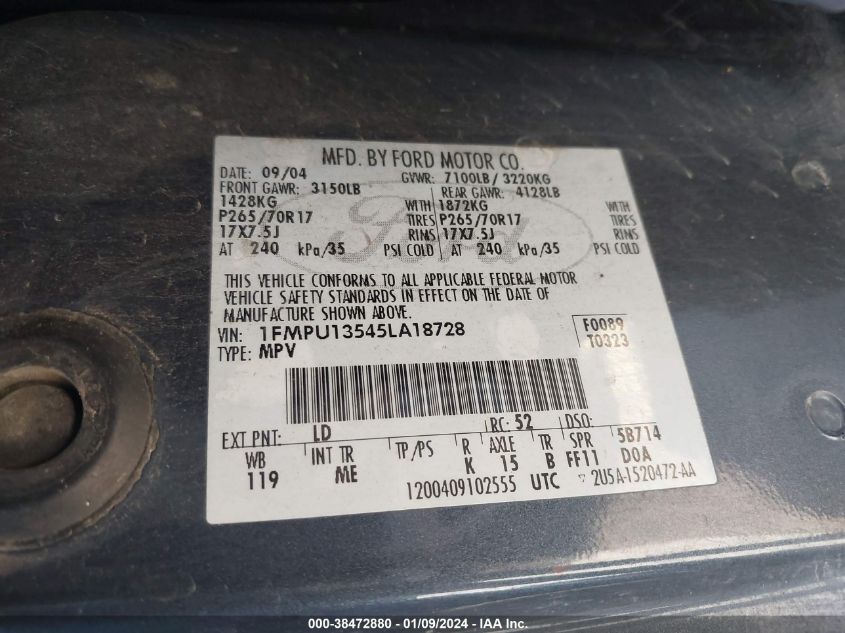 MFD. BY FORD MOTOR CO.
DATE: 09/04 GVWR: 7100LB / 3220KG
FRONT GAWR: 3150LB REAR GAWR: 4128LB
1428KG WITH 1872KG WITH
P265/70R17 TIRES P265/70R17 TIRES
17X7.5J RIMS 17X7.5J RIMS
AT 240 kPa/35 PSI COLD AT 240 kPa/35 PSI COLD
Ford
THIS VEHICLE CONFORMS TO ALL APPLICABLE FEDERAL MOTOR
VEHICLE SAFETY STANDARDS IN EFFECT ON THE DATE OF
MANUFACTURE SHOWN ABOVE.
VIN: 1FMPU13545LA18728 F0089
TYPE: MPV T0323
EXT PNT: LD RC: 52 DSO:
WB INT TR TP/PS R AXLE TR SPR 5B714
119 ME K 15 B FF11 DOA
1200409102555 UTC ▽ 2U5A-1520472-AA
000-38472880 - 01/09/2024 - IAA Inc.